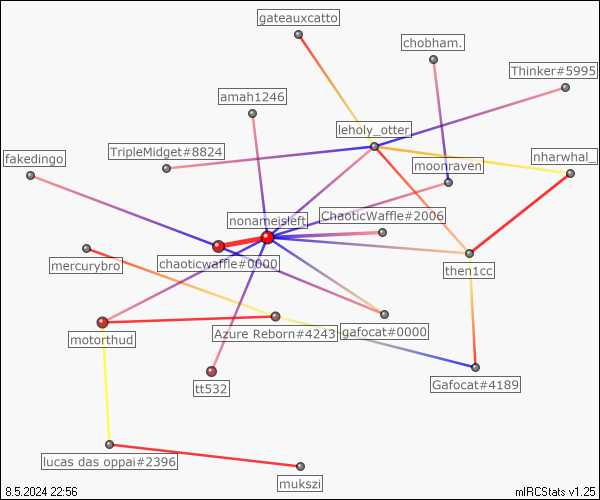 gateauxcatto
chobham.
Thinker#5995
amah1246
leholy_otter
TripleMidget#8824
fakedingo
moonraven
nharwhal_
nonameisleft
ChaoticWaffle#2006
chaoticwaffle#0000
mercurybro
then1cc
motorthud
Azure Reborn#4243
gafocat#0000
tt532
Gafocat#4189
lucas das oppai#2396
mukszi
8.5.2024 22:56
mIRCStats v1.25